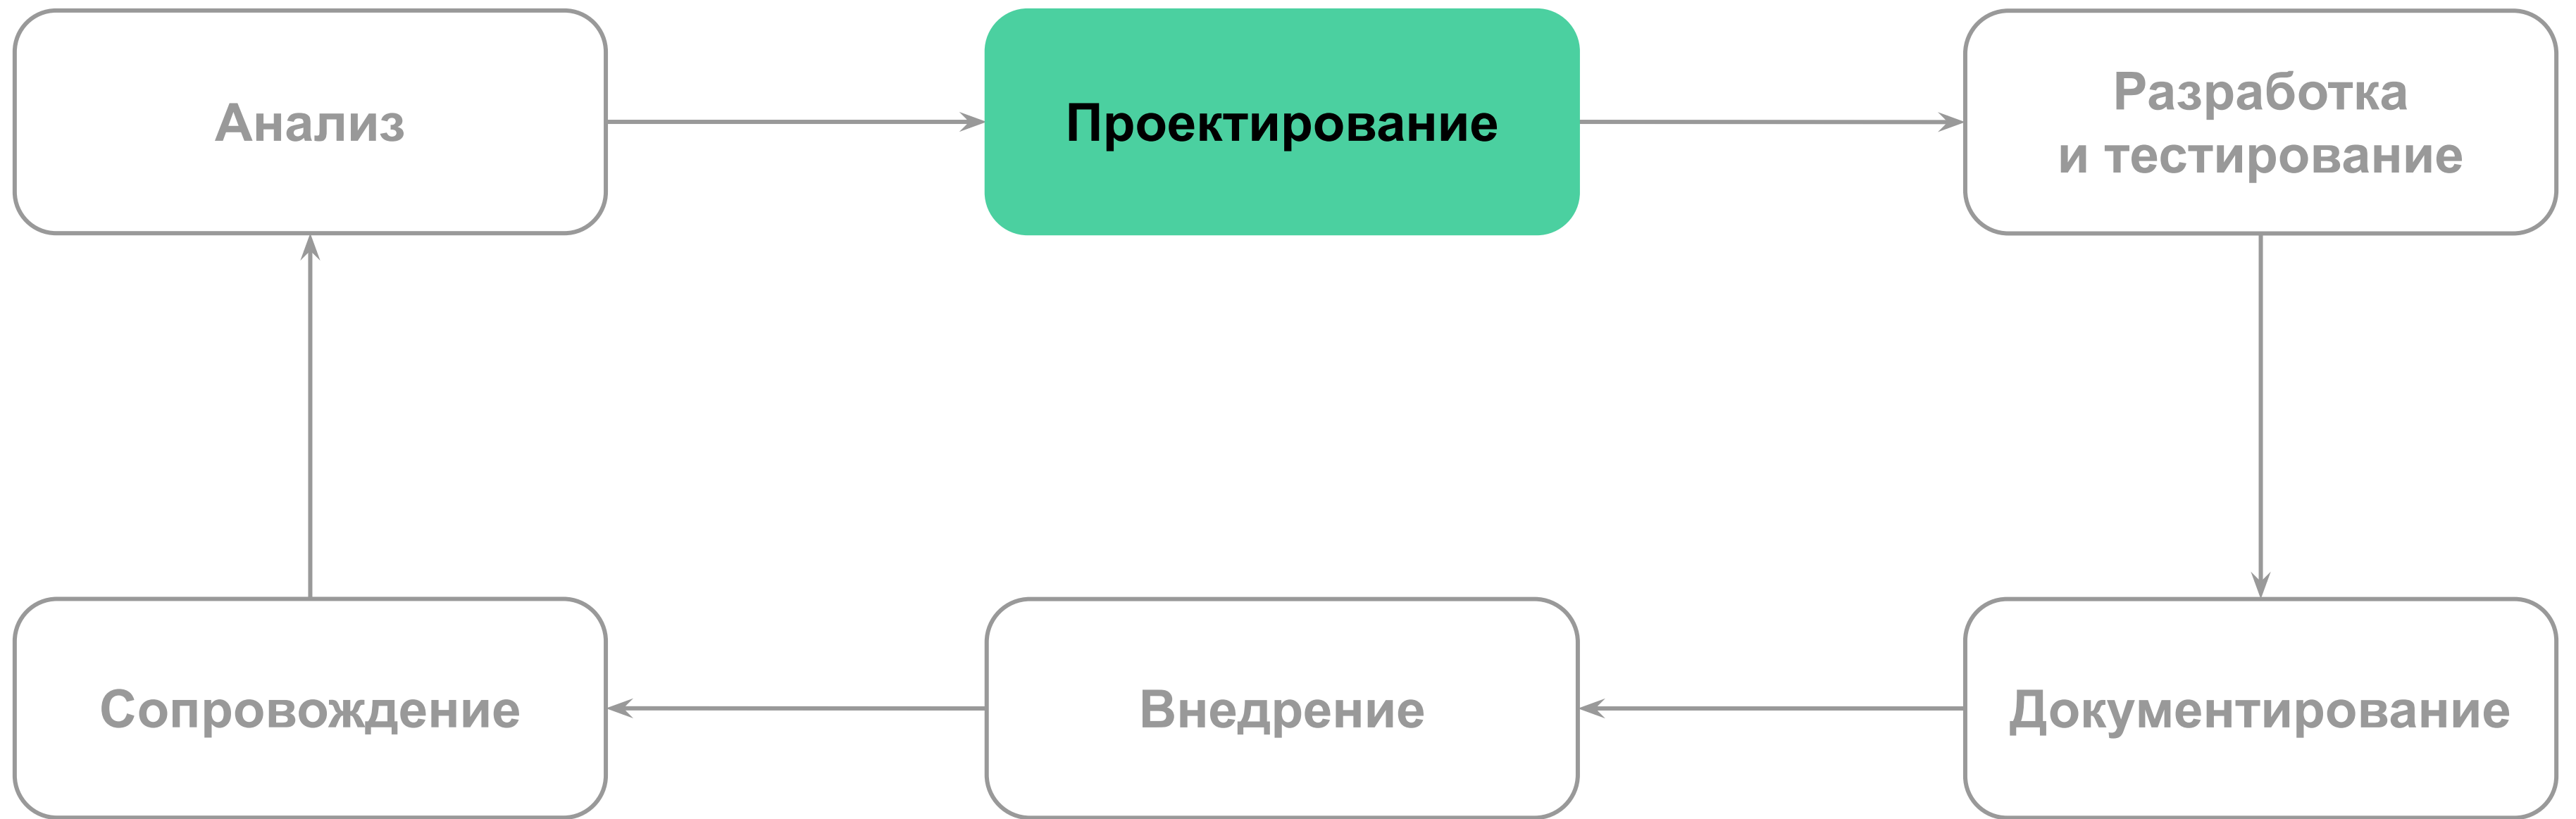 Анализ
Проектирование
Разработка
и тестирование
Сопровождение
Внедрение
Документирование